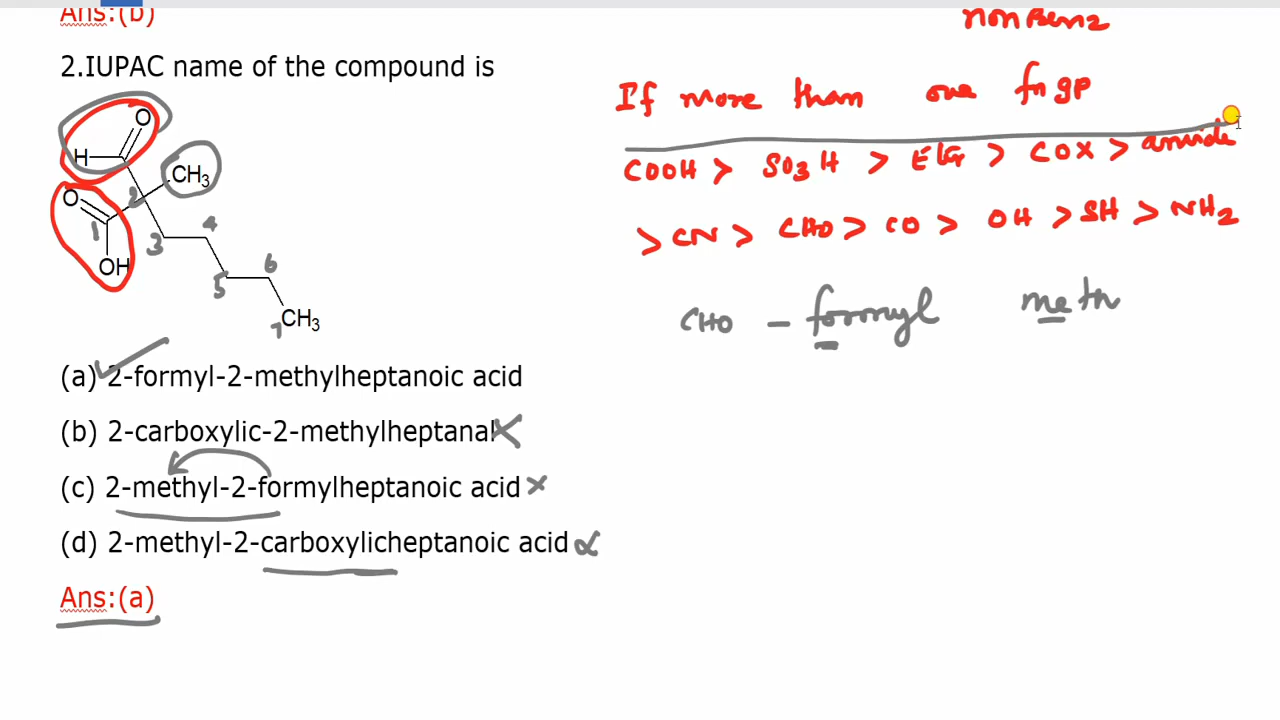 Ans:(b)
non Benz
2.IUPAC name of the compound is
If more than one fn gp
COOH > SO3H > Ester > COX > amide
> CN > CHO > CO > OH > SH > NH2
CHO - formyl meth
O
H
CH3
2
O
1
OH
3
4
5
6
7
CH3
(a) 2-formyl-2-methylheptanoic acid
(b) 2-carboxylic-2-methylheptanal
(c) 2-methyl-2-formylheptanoic acid
(d) 2-methyl-2-carboxylicheptanoic acid
Ans:(a)